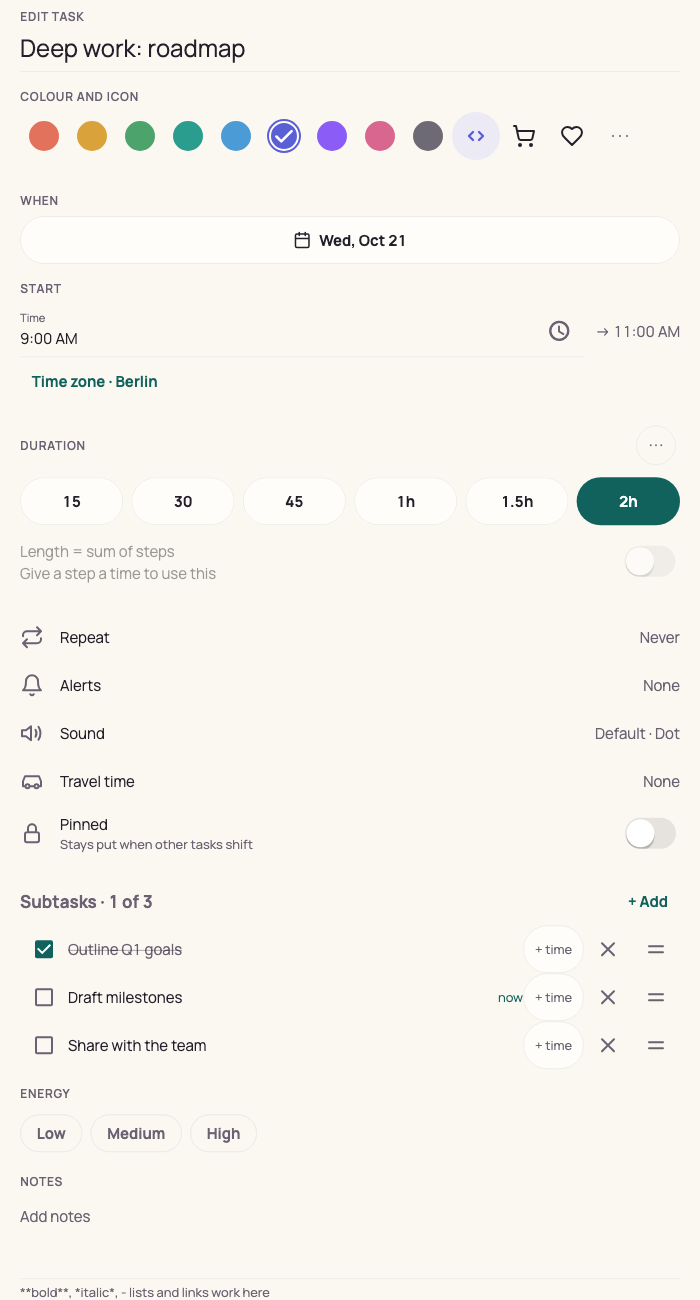 EDIT TASK
Deep work: roadmap
COLOUR AND ICON
WHEN
Wed, Oct 21
START
Time
9:00 AM
→ 11:00 AM
Time zone · Berlin
DURATION
15 30 45 1h 1.5h 2h
Length = sum of steps
Give a step a time to use this
Repeat Never
Alerts None
Sound Default · Dot
Travel time None
Pinned
Stays put when other tasks shift
Subtasks · 1 of 3 + Add
Outline Q1 goals + time
Draft milestones now + time
Share with the team + time
ENERGY
Low Medium High
NOTES
Add notes
**bold**, *italic*, - lists and links work here